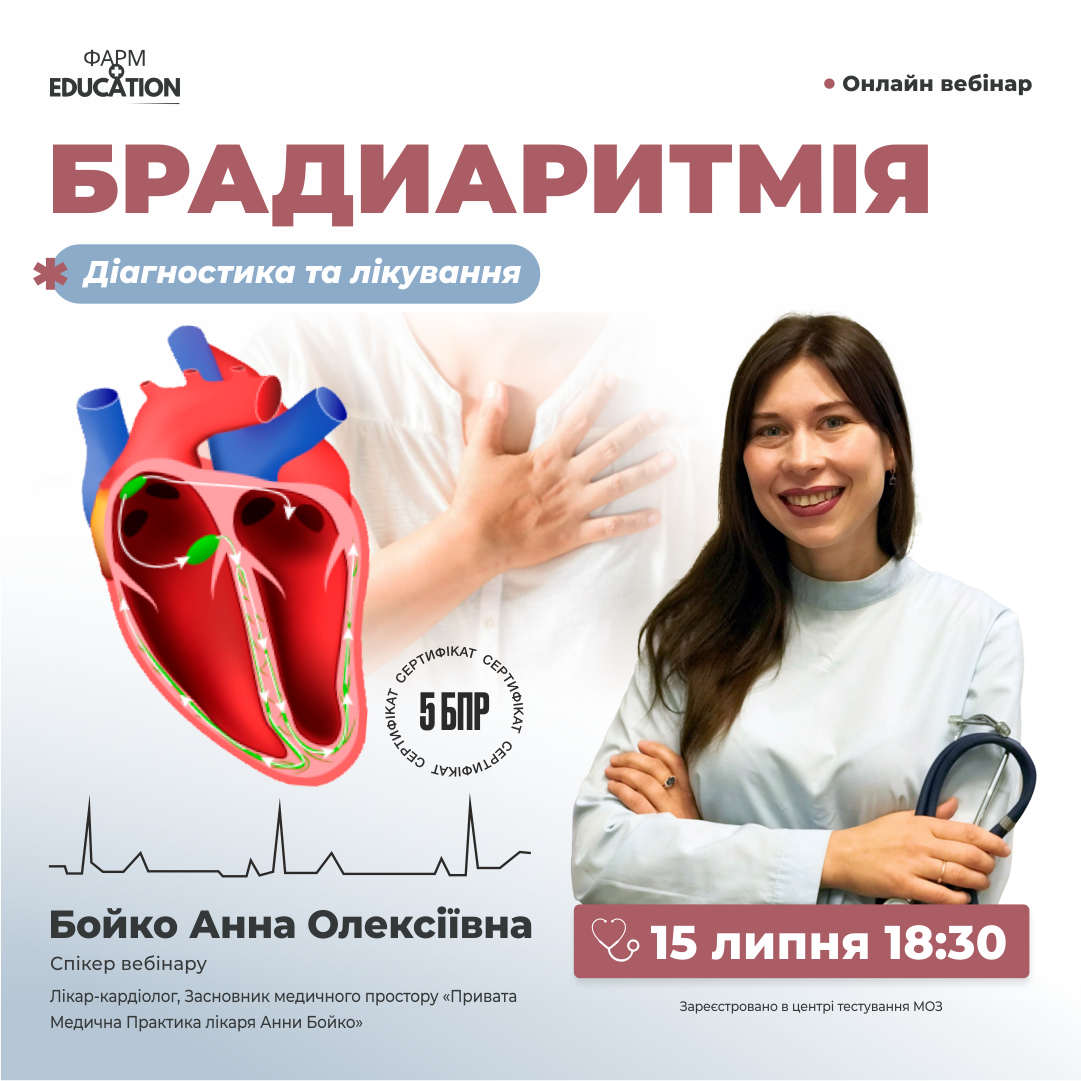 ФАРМ
EDUCATION
Онлайн вебінар
БРАДИАРИТМІЯ
* Діагностика та лікування
СЕРТИФІКАТ СЕРТИФІКАТ СЕРТИФІКАТ СЕРТИФІКАТ
5 БПР
Бойко Анна Олексіївна
Спікер вебінару
Лікар-кардіолог, Засновник медичного простору «Привата
Медична Практика лікаря Анни Бойко»
15 липня 18:30
Зареєстровано в центрі тестування МОЗ